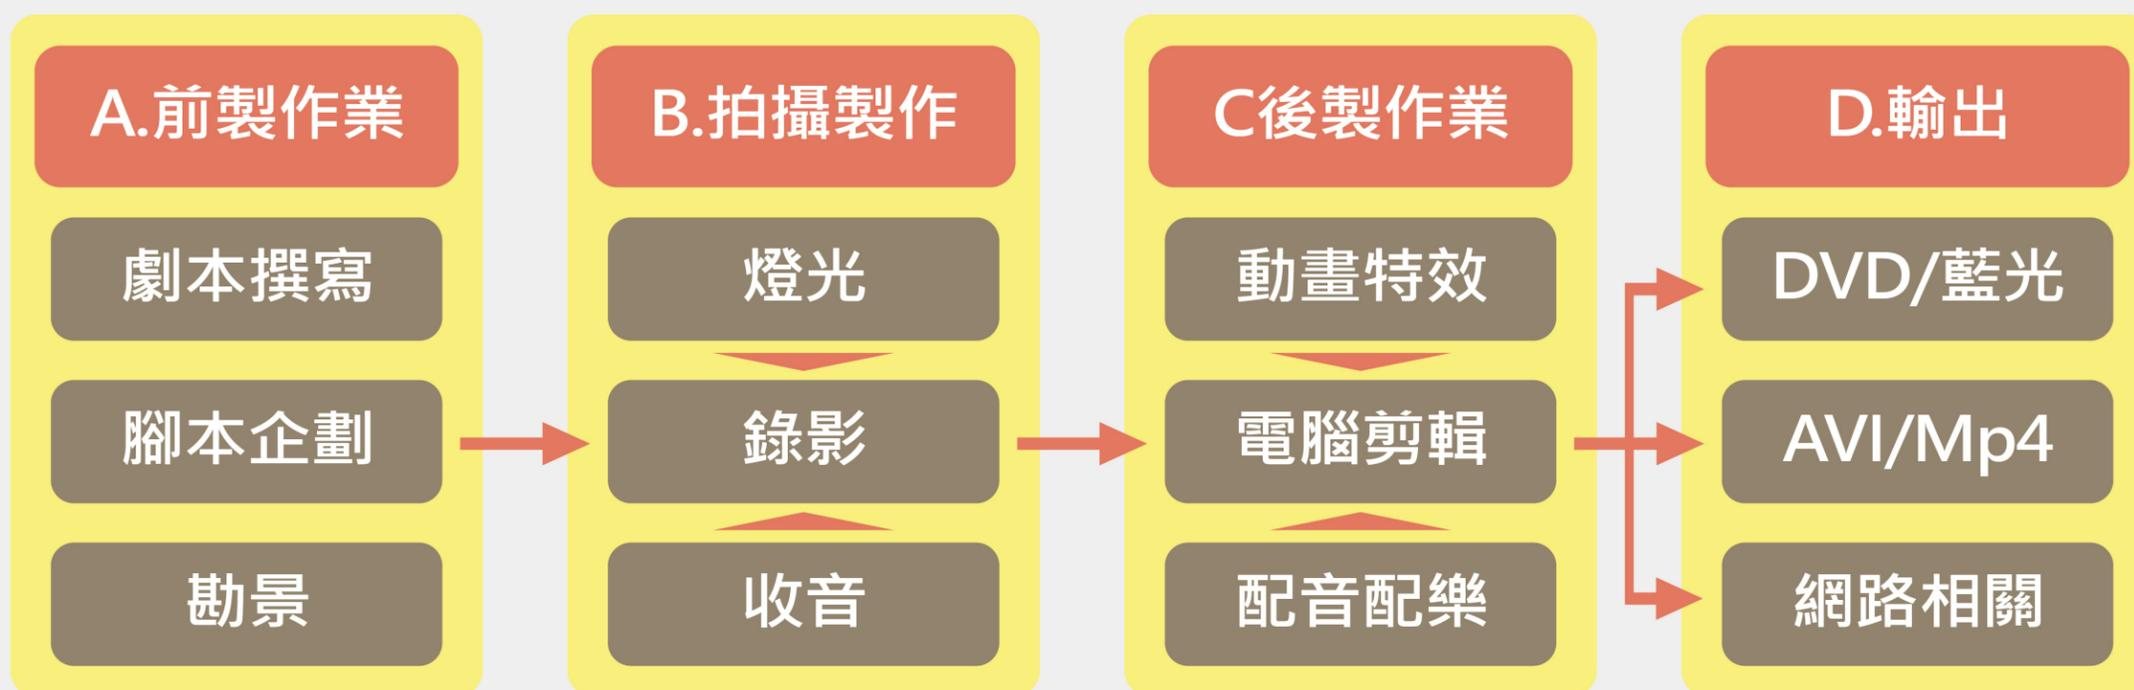 A.前製作業
劇本撰寫
腳本企劃
勘景
B.拍攝製作
燈光
錄影
收音
C後製作業
動畫特效
電腦剪輯
配音配樂
D.輸出
DVD/藍光
AVI/Mp4
網路相關